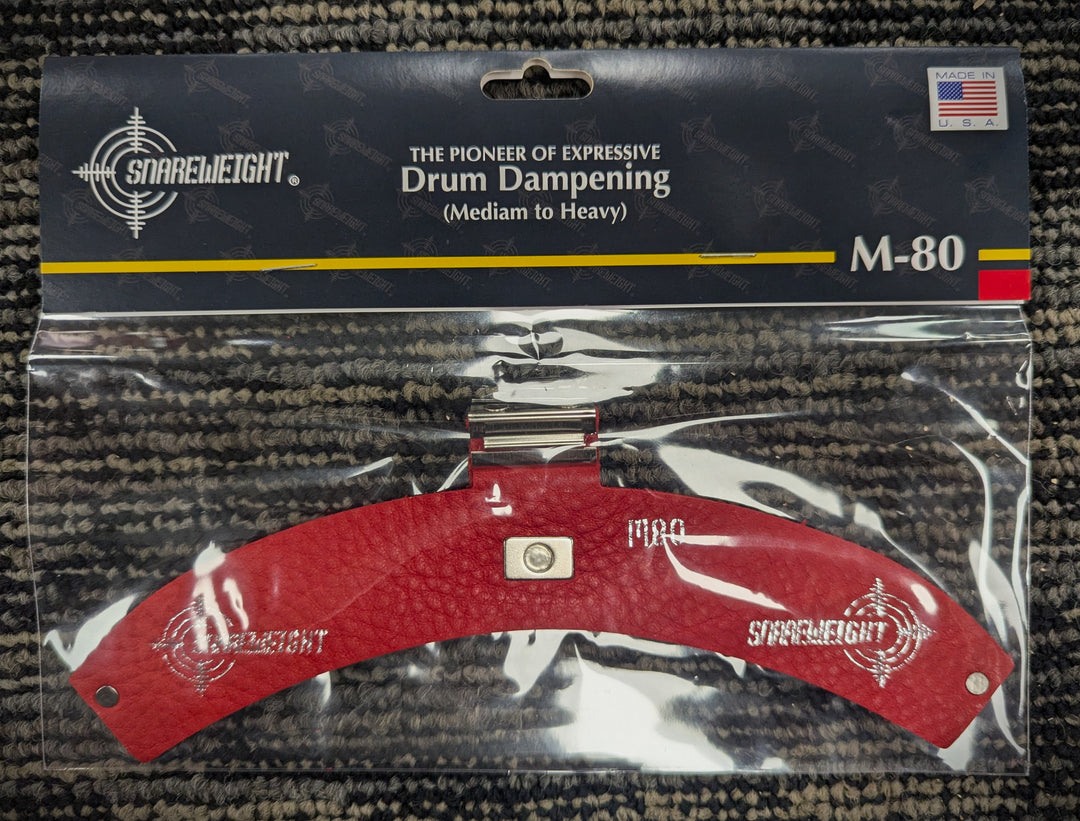 MADE IN
U. S. A.
SNAREWEIGHT®
THE PIONEER OF EXPRESSIVE
Drum Dampening
(Mediam to Heavy)
M-80
M80
SNAREWEIGHT
SNAREWEIGHT